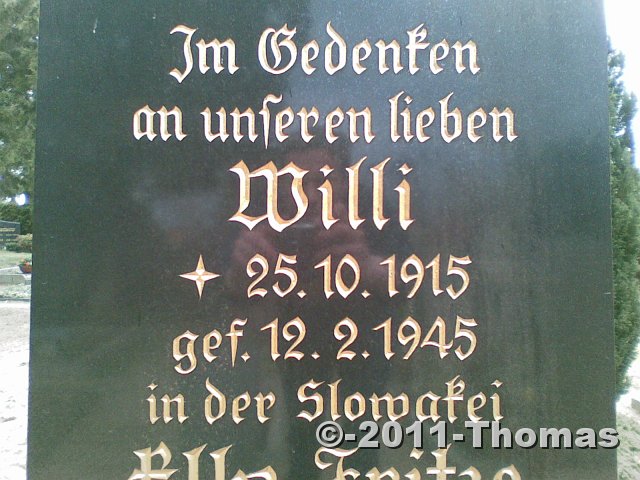 Im Gedenken
an unseren lieben
Willi
25.10.1915
gef. 12.2.1945
in der Slowakei
©-2011-Thomas